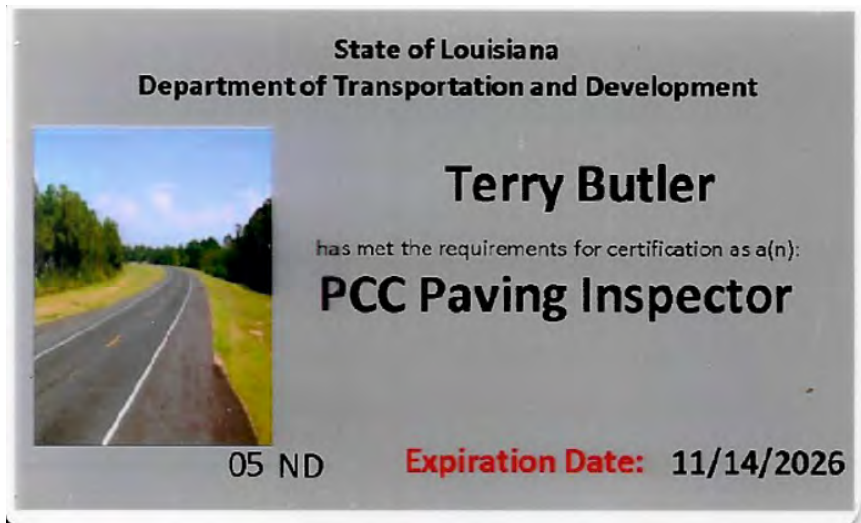 State of Louisiana
Department of Transportation and Development
Terry Butler
has met the requirements for certification as a(n):
PCC Paving Inspector
05 ND
Expiration Date: 11/14/2026